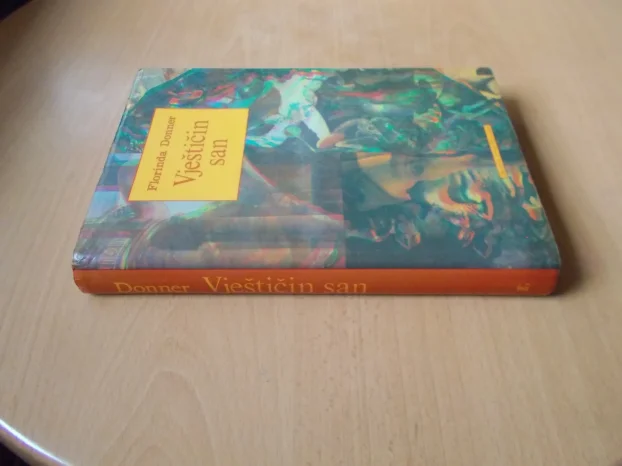 Florinda Donner
Vještičin
san
Donner Vještičin san